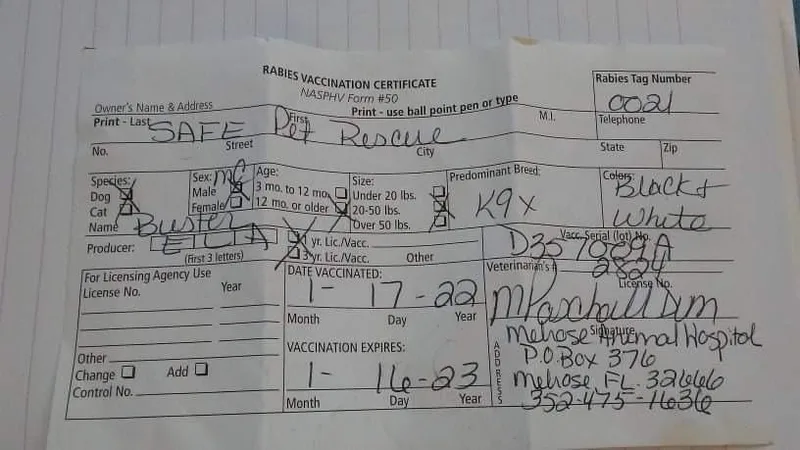 RABIES VACCINATION CERTIFICATE
NASPHV Form #50
Rabies Tag Number
0021
Owner's Name & Address
Print - use ball point pen or type
Print - Last SAFE First Pet Rescue M.I.
Telephone
No. Street City State Zip
Species: Dog Cat
Name Buster
Sex: MC Male Female
Age: 3 mo. to 12 mo. 12 mo. or older
Size: Under 20 lbs. 20-50 lbs. Over 50 lbs.
Predominant Breed: K9 X
Colors: Black + White
Producer: ELA
(First 3 letters)
1 yr. Lic./Vacc.
3 yr. Lic./Vacc. Other
Vacc. Serial (lot) No.
For Licensing Agency Use
License No. Year
Other
Change Add
Control No.
DATE VACCINATED:
1- 17-22
Month Day Year
VACCINATION EXPIRES:
1- 16-23
Month Day Year
Veterinarian's # 2824
License No.
MPaschall DVM
Signature
ADDRESS
Melrose Animal Hospital
P.O. Box 376
Melrose, FL. 32666
352-475-1636